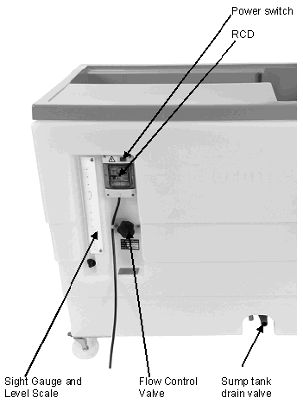 Power switch
RCD
Sight Gauge and
Level Scale
Flow Control
Valve
Sump tank
drain valve